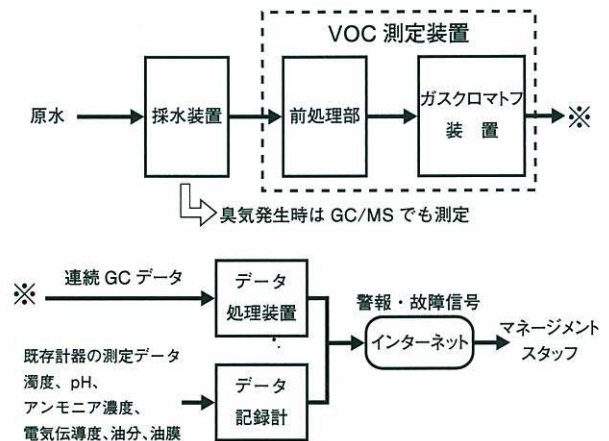 VOC 測定装置
原水
採水装置
前処理部
ガスクロマトフ
装 置
※
臭気発生時は GC/MS でも測定
※
連続 GC データ
データ
処理装置
既存計器の測定データ
濁度、pH、
アンモニア濃度、
電気伝導度、油分、油膜
データ
記録計
警報・故障信号
インターネット
マネージメント
スタッフ